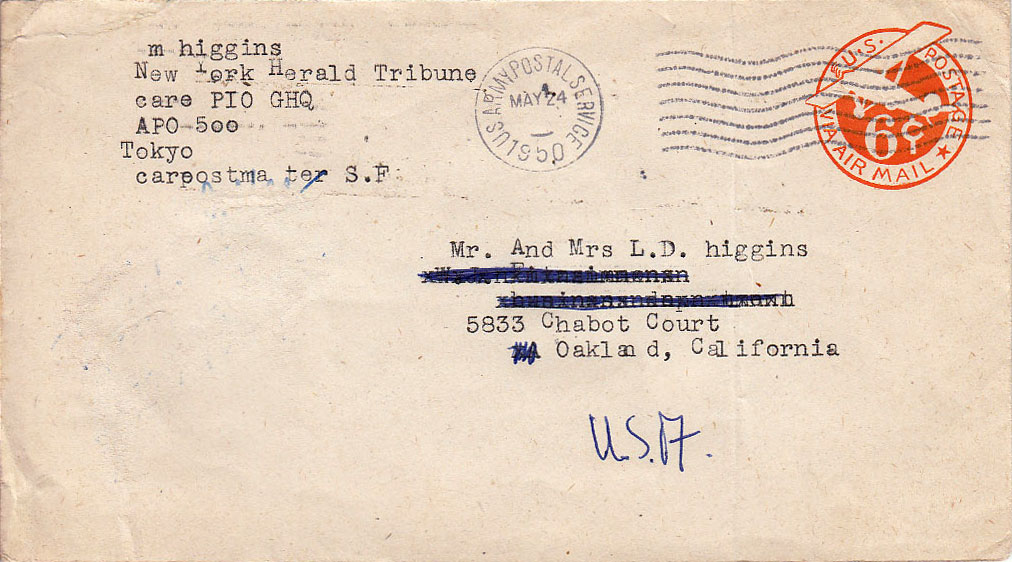 m higgins
New York Herald Tribune
care PIO GHQ
APO 500
Tokyo
carpostma ter S.F
U S ARMY POSTAL SERVICE
MAY 24
1950
U.S. POSTAGE
6¢
VIA AIR MAIL
Mr. And Mrs L.D. higgins
5833 Chabot Court
Oakland, California
U.S.A.